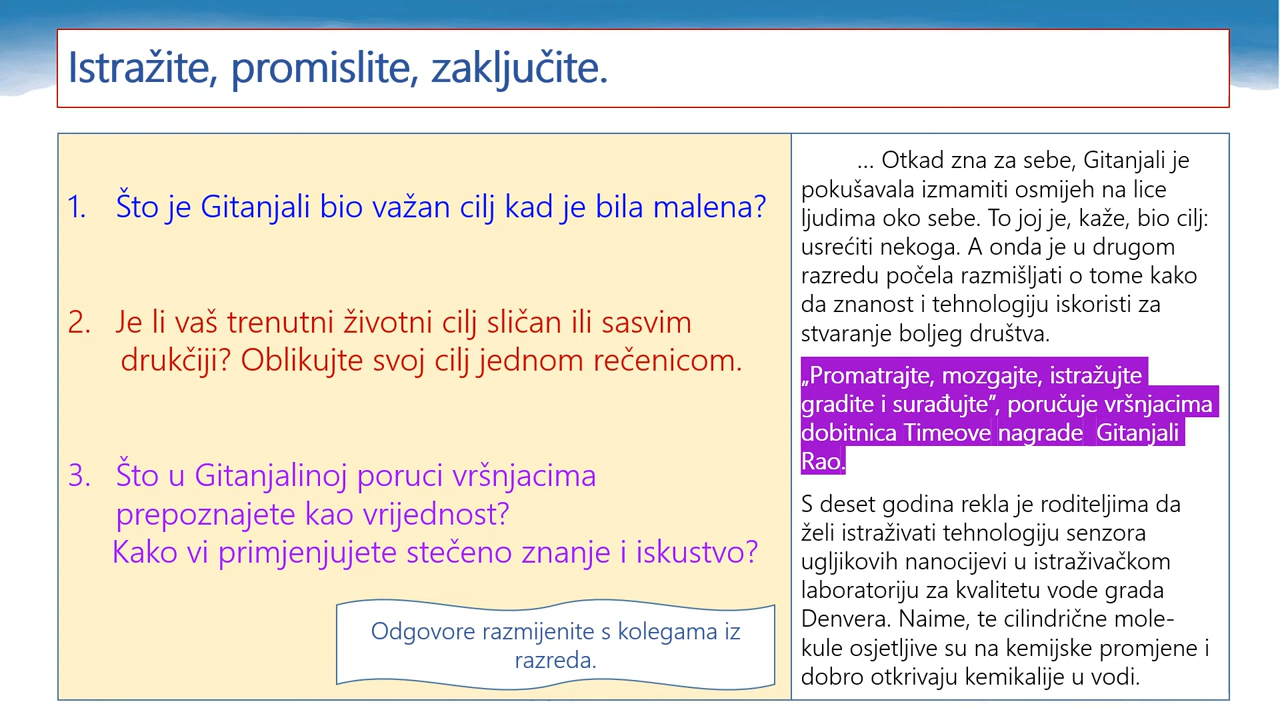 Istražite, promislite, zaključite.
1. Što je Gitanjali bio važan cilj kad je bila malena?
2. Je li vaš trenutni životni cilj sličan ili sasvim
drukčiji? Oblikujte svoj cilj jednom rečenicom.
3. Što u Gitanjalinoj poruci vršnjacima
prepoznajete kao vrijednost?
Kako vi primjenjujete stečeno znanje i iskustvo?
Odgovore razmijenite s kolegama iz
razreda.
... Otkad zna za sebe, Gitanjali je
pokušavala izmamiti osmijeh na lice
ljudima oko sebe. To joj je, kaže, bio cilj:
usrećiti nekoga. A onda je u drugom
razredu počela razmišljati o tome kako
da znanost i tehnologiju iskoristi za
stvaranje boljeg društva.
„Promatrajte, mozgajte, istražujte
gradite i surađujte”, poručuje vršnjacima
dobitnica Timeove nagrade Gitanjali
Rao.
S deset godina rekla je roditeljima da
želi istraživati tehnologiju senzora
ugljikovih nanocijevi u istraživačkom
laboratoriju za kvalitetu vode grada
Denvera. Naime, te cilindrične mole-
kule osjetljive su na kemijske promjene i
dobro otkrivaju kemikalije u vodi.